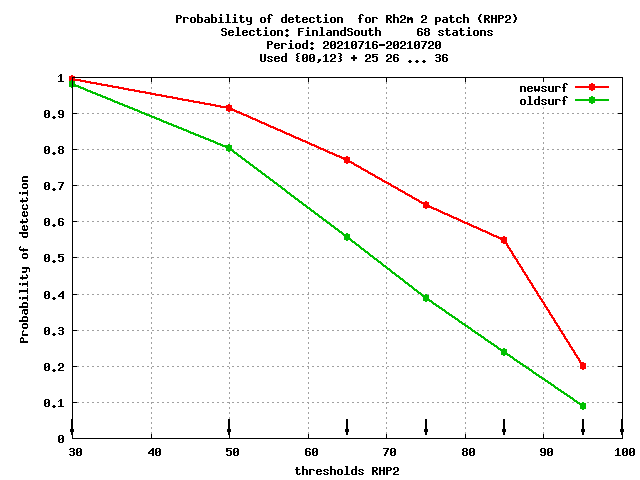 Probability of detection  for Rh2m 2 patch (RHP2)
Selection: FinlandSouth     68 stations
Period: 20210716-20210720
Used {00,12} + 25 26 ... 36
newsurf
oldsurf
Probability of detection
1
0.9
0.8
0.7
0.6
0.5
0.4
0.3
0.2
0.1
0
30 40 50 60 70 80 90 100
thresholds RHP2